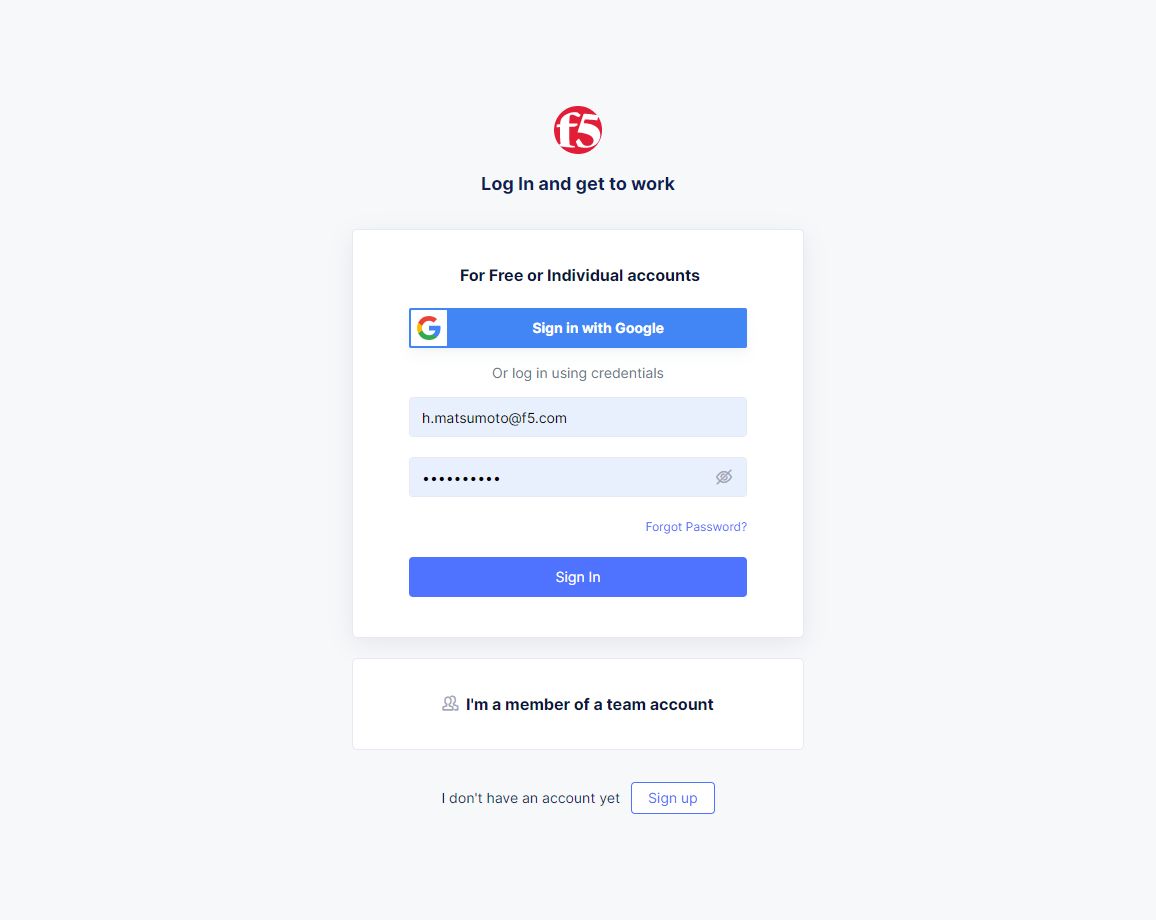 f5
Log In and get to work
For Free or Individual accounts
Sign in with Google
Or log in using credentials
h.matsumoto@f5.com
••••••••••
Forgot Password?
Sign In
I'm a member of a team account
I don't have an account yet Sign up